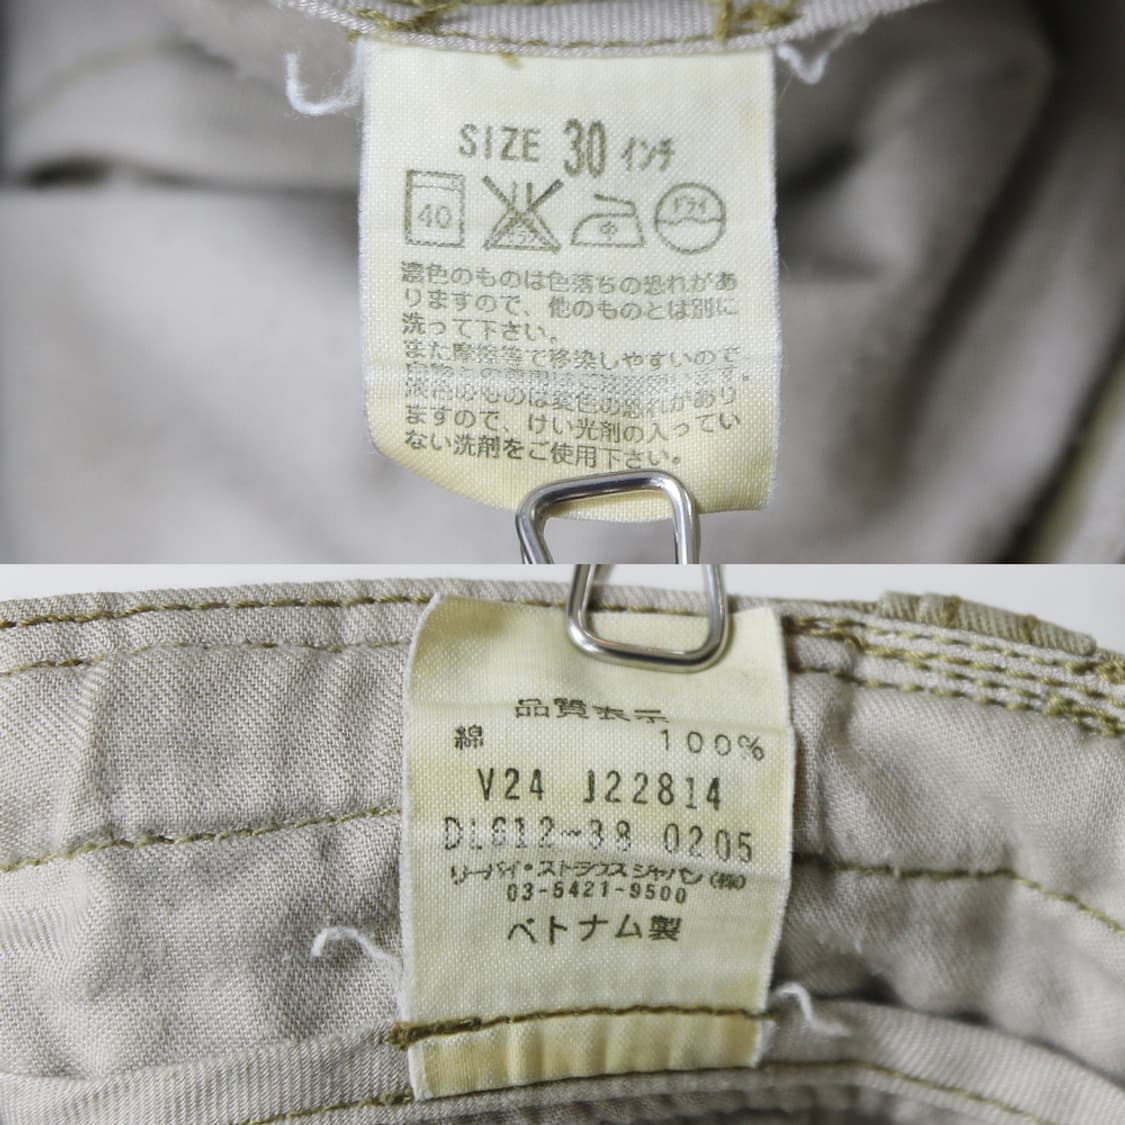 SIZE 30 インチ
40
中 ドライ
濃色のものは色落ちの恐れがあ
りますので、他のものとは別に
洗って下さい。
また摩擦等で移染しやすいので
淡色のものは変色の恐れがあり
ますので、けい光剤の入ってい
ない洗剤をご使用下さい。
品質表示
綿 100%
V24 J22814
DL612-38 0205
リーバイ・ストラウスジャパン(株)
03-5421-9500
ベトナム製